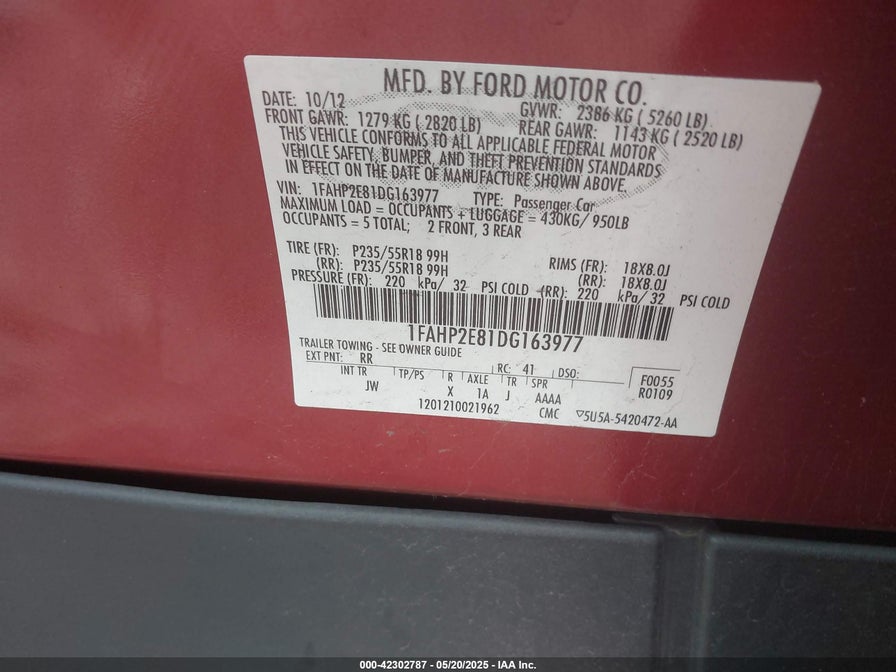 MFD. BY FORD MOTOR CO.
DATE: 10/12 GVWR: 2386 KG ( 5260 LB)
FRONT GAWR: 1279 KG ( 2820 LB) REAR GAWR: 1143 KG ( 2520 LB)
THIS VEHICLE CONFORMS TO ALL APPLICABLE FEDERAL MOTOR
VEHICLE SAFETY, BUMPER, AND THEFT PREVENTION STANDARDS
IN EFFECT ON THE DATE OF MANUFACTURE SHOWN ABOVE.
VIN: 1FAHP2E81DG163977 TYPE: Passenger Car
MAXIMUM LOAD = OCCUPANTS + LUGGAGE = 430KG/ 950LB
OCCUPANTS = 5 TOTAL; 2 FRONT, 3 REAR
TIRE (FR): P235/55R18 99H RIMS (FR): 18X8.0J
(RR): P235/55R18 99H (RR): 18X8.0J
PRESSURE (FR): 220 kPa/ 32 PSI COLD (RR): 220 kPa/ 32 PSI COLD
1FAHP2E81DG163977
TRAILER TOWING - SEE OWNER GUIDE
EXT PNT: RR RC: 41 DSO: F0055
INT TR TP/PS R AXLE TR SPR R0109
JW X 1A J AAAA
1201210021962 CMC ▽5U5A-5420472-AA
000-42302787 - 05/20/2025 - IAA Inc.